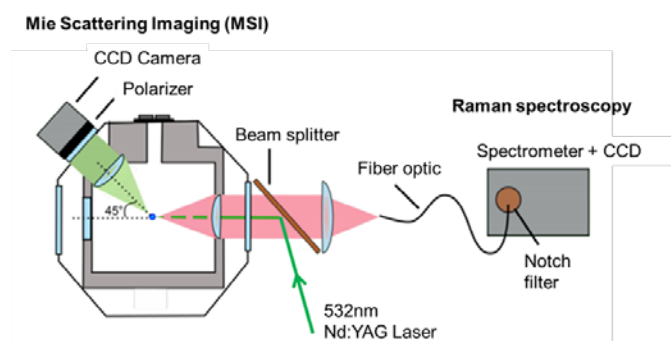 Mie Scattering Imaging (MSI)
CCD Camera
Polarizer
Beam splitter
Raman spectroscopy
Spectrometer + CCD
Fiber optic
45°
Notch
filter
532nm
Nd:YAG Laser